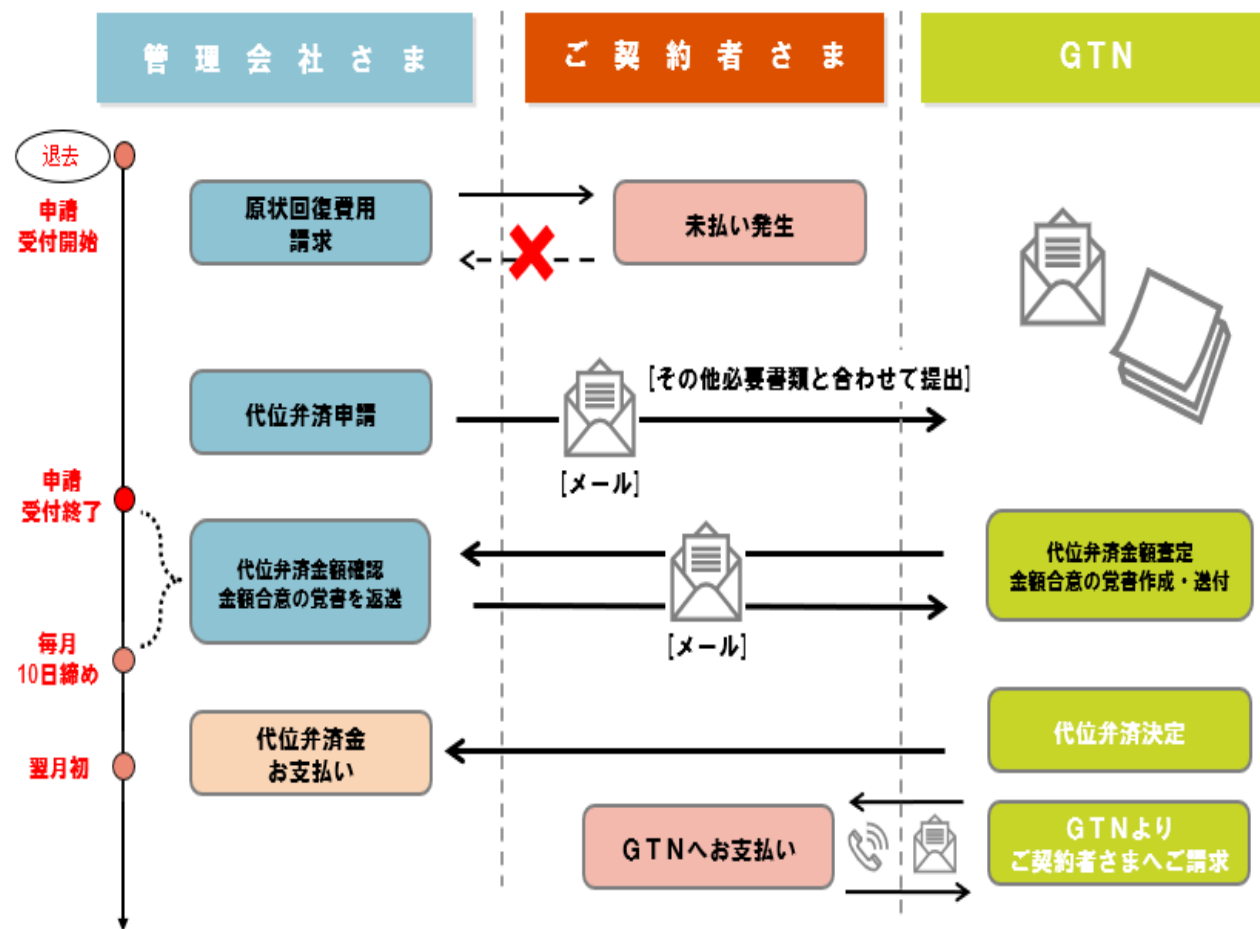 管理会社さま
ご契約者さま
GTN
退去
申請
受付開始
原状回復費用
請求
未払い発生
代位弁済申請
[その他必要書類と合わせて提出]
[メール]
申請
受付終了
代位弁済金額確認
金額合意の覚書を返送
[メール]
代位弁済金額査定
金額合意の覚書作成・送付
毎月
10日締め
代位弁済金
お支払い
代位弁済決定
翌月初
GTNへお支払い
GTNより
ご契約者さまへご請求